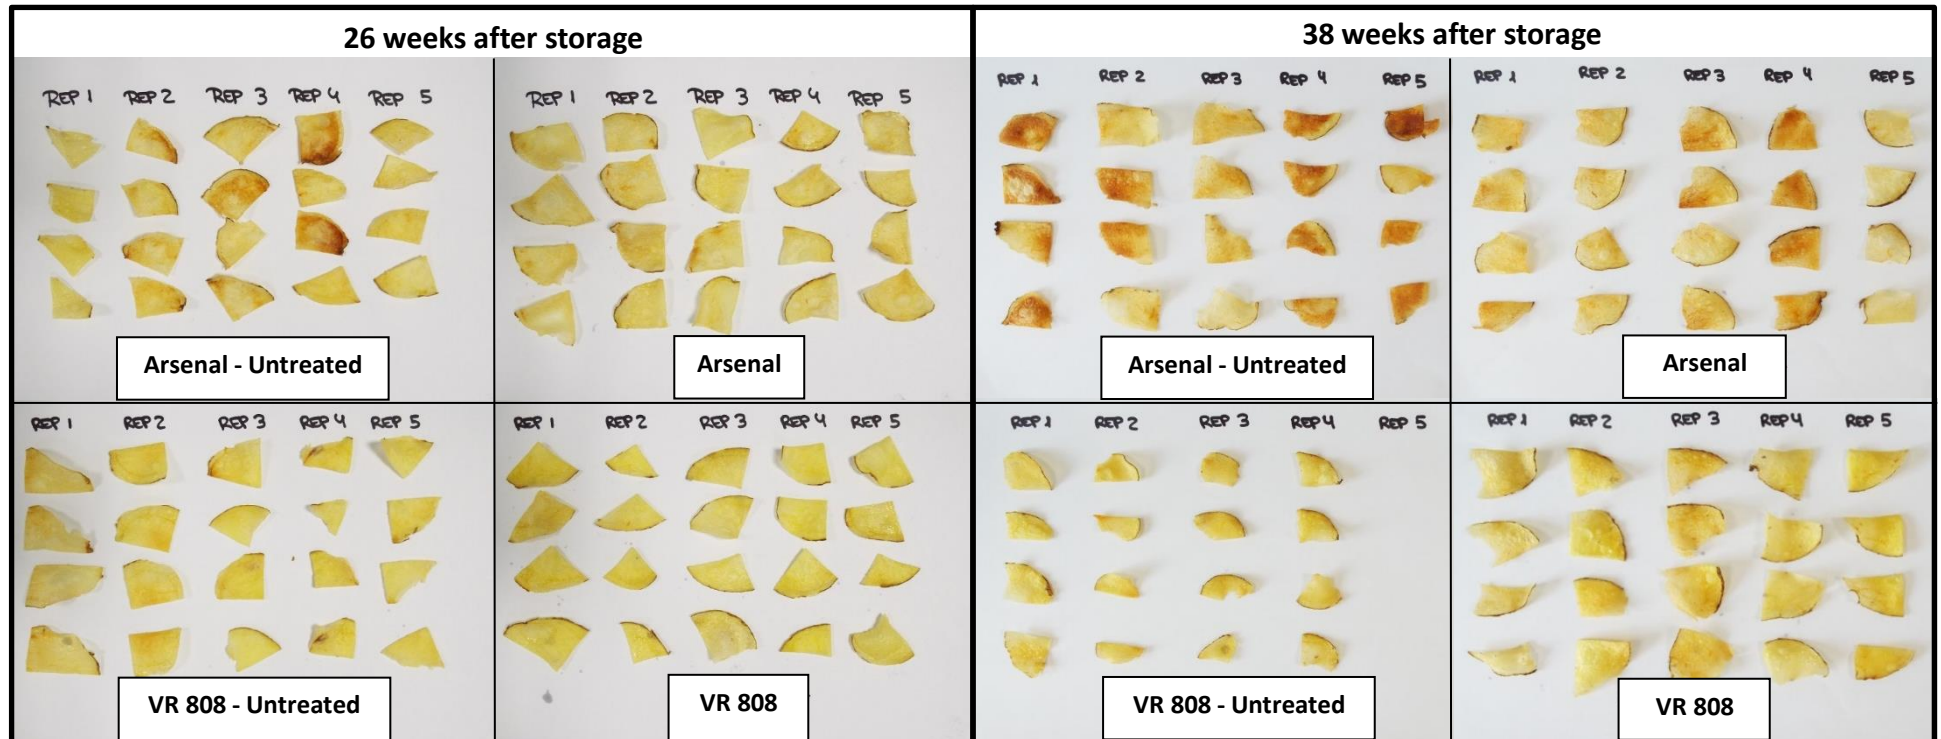 26 weeks after storage
38 weeks after storage
REP 1 REP 2 REP 3 REP 4 REP 5
REP 1 REP 2 REP 3 REP 4 REP 5
REP 1 REP 2 REP 3 REP 4 REP 5
REP 1 REP 2 REP 3 REP 4 REP 5
Arsenal - Untreated
Arsenal
Arsenal - Untreated
Arsenal
REP 1 REP 2 REP 3 REP 4 REP 5
REP 1 REP 2 REP 3 REP 4 REP 5
REP 1 REP 2 REP 3 REP 4 REP 5
REP 1 REP 2 REP 3 REP 4 REP 5
VR 808 - Untreated
VR 808
VR 808 - Untreated
VR 808